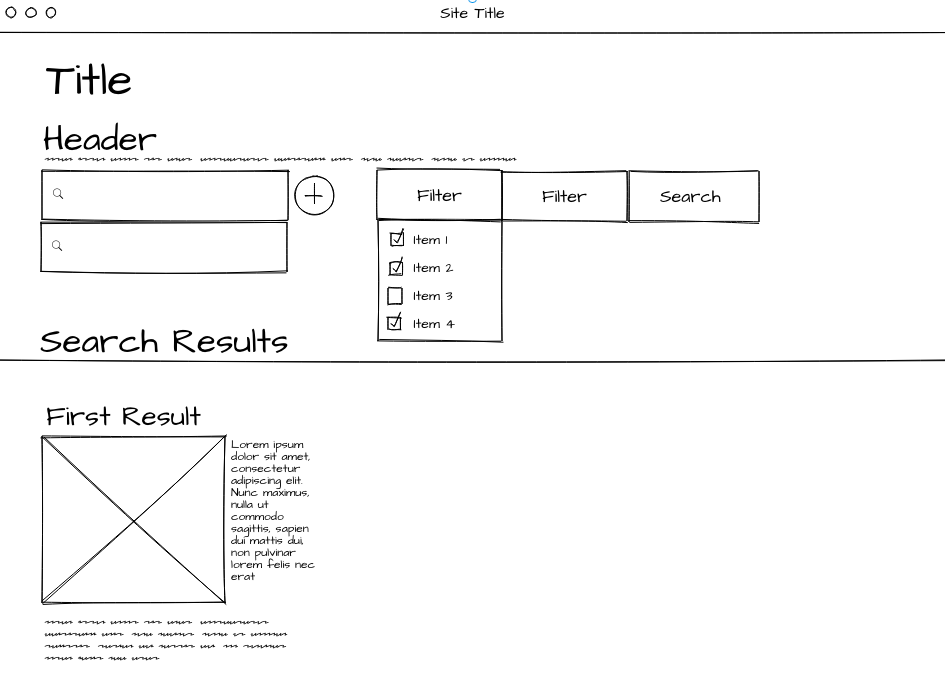 Site Title
Title
Header
Filter
Filter
Search
Item 1
Item 2
Item 3
Item 4
Search Results
First Result
Lorem ipsum
dolor sit amet,
consectetur
adipiscing elit.
Nunc maximus,
nulla ut
commodo
sagittis, sapien
dui mattis dui,
non pulvinar
lorem felis nec
erat